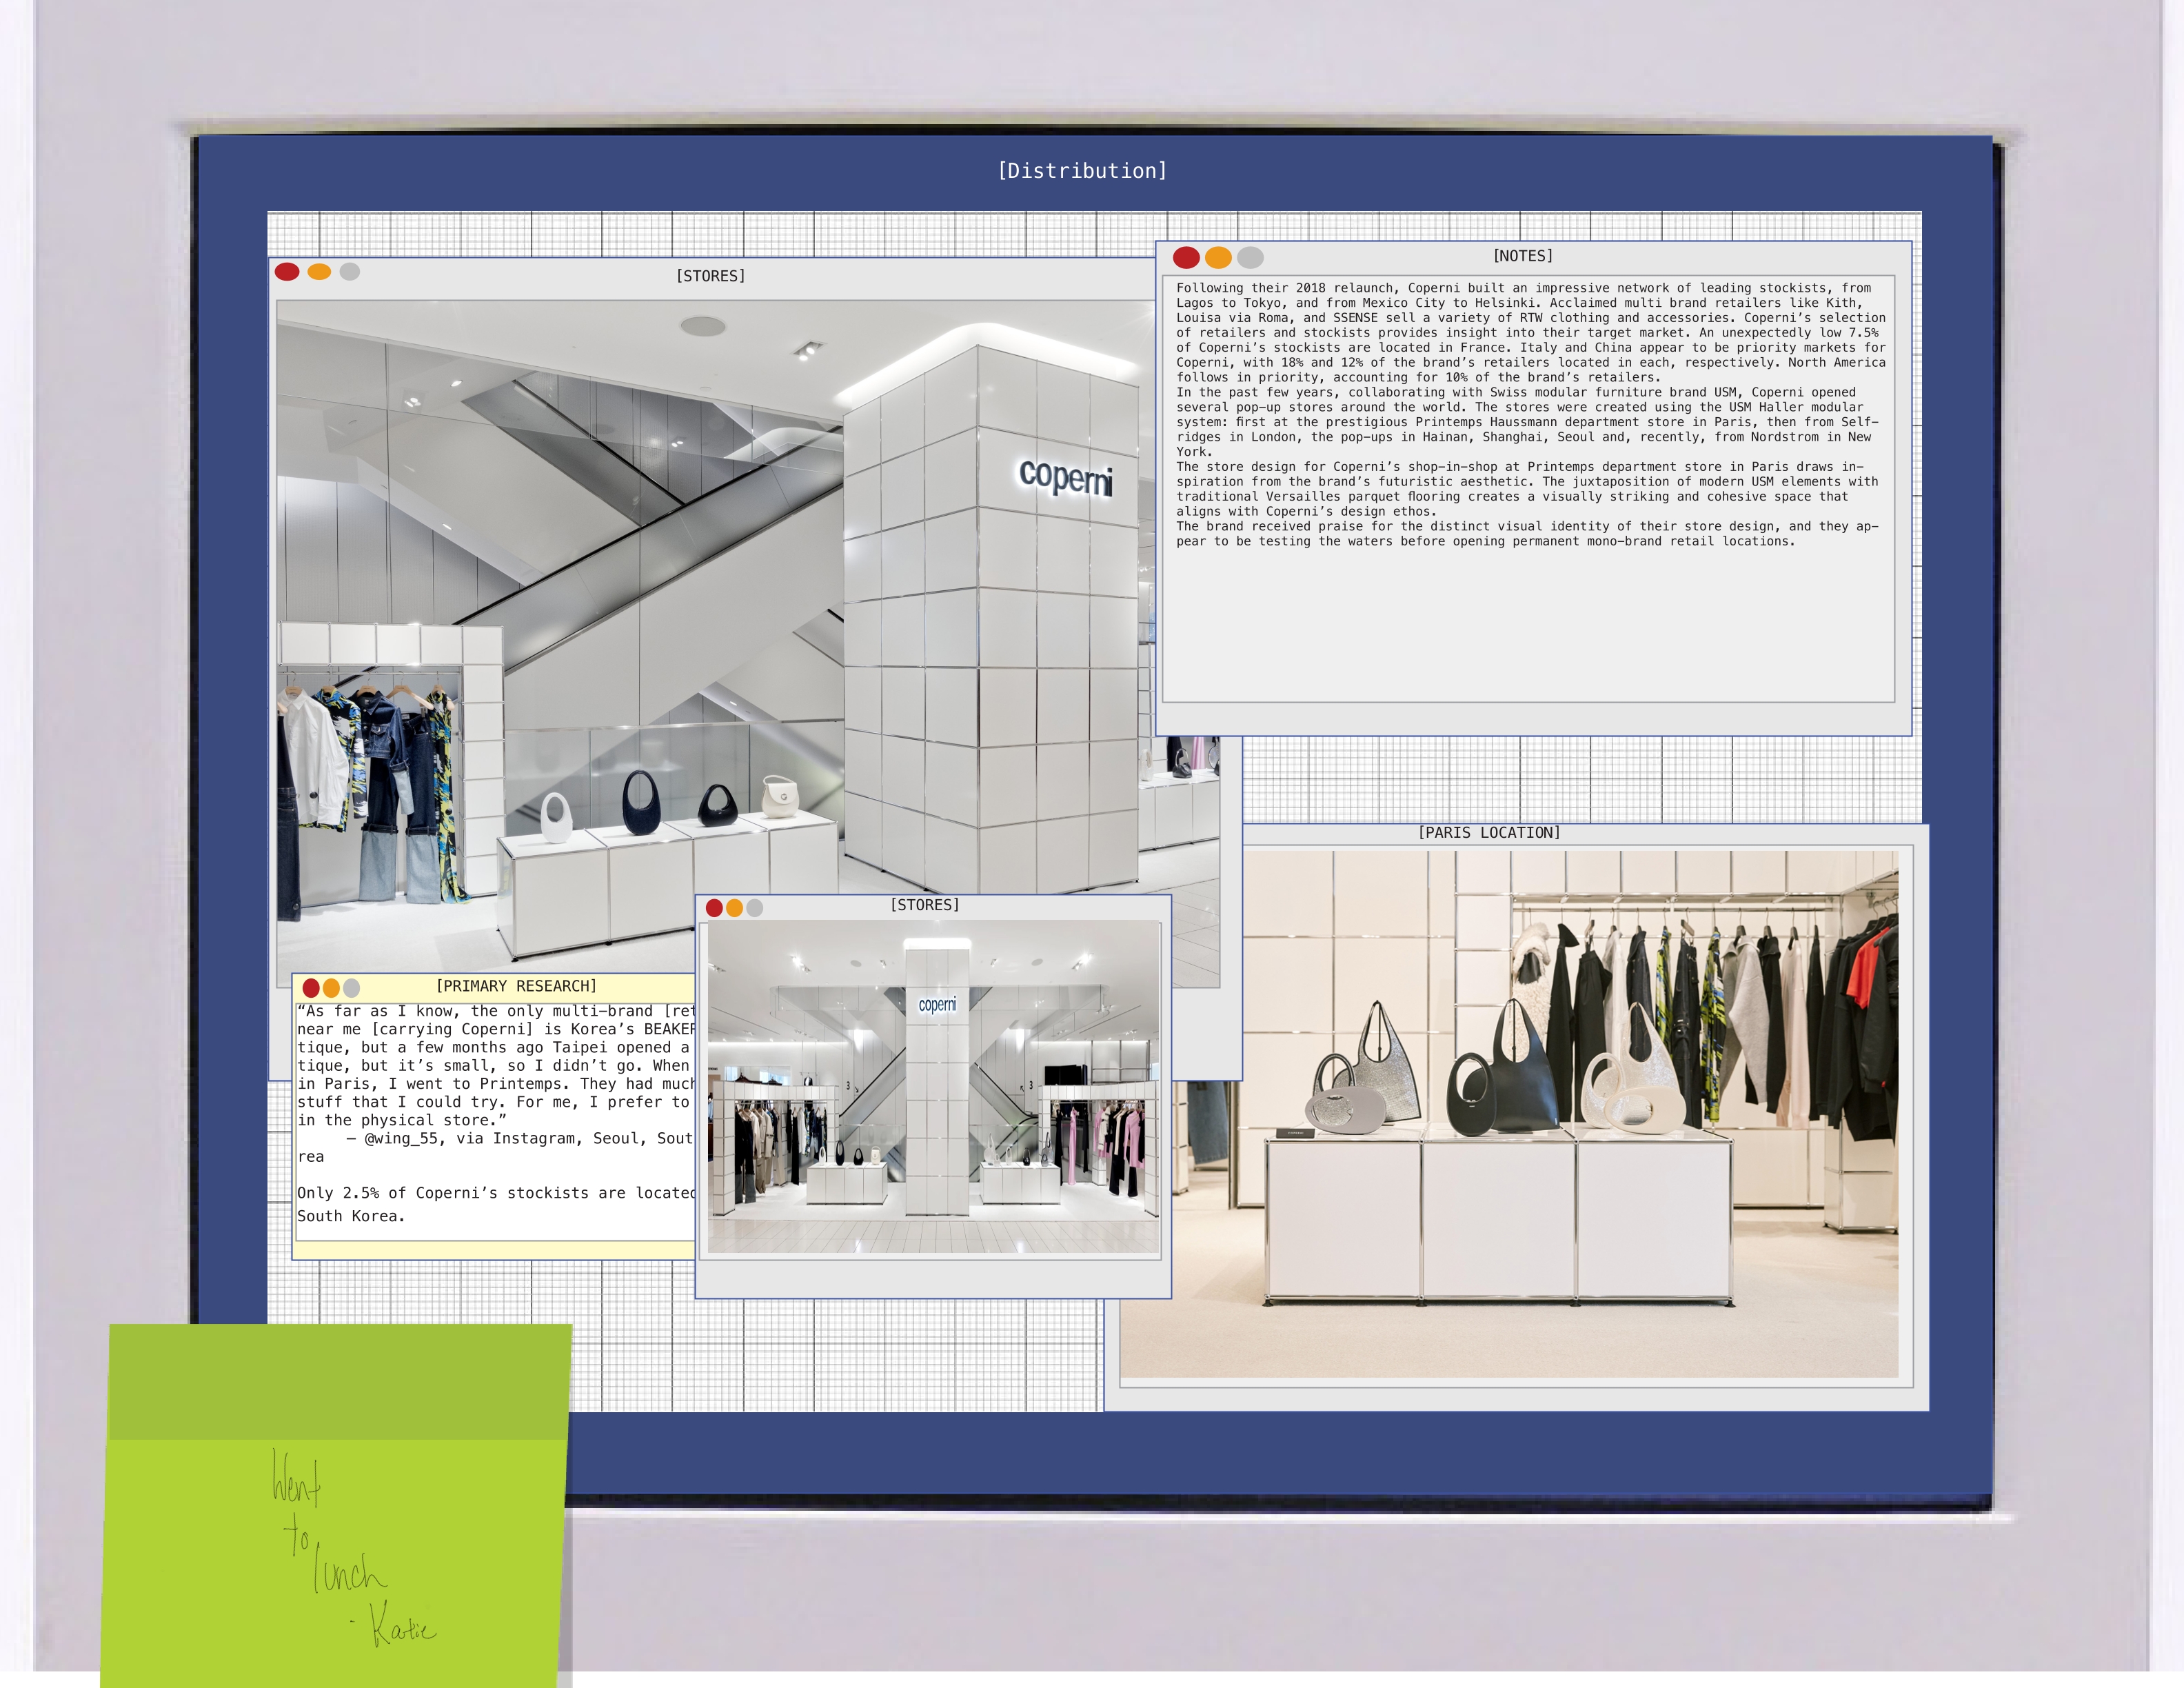 [Distribution]
[STORES]
coperni
[NOTES]
Following their 2018 relaunch, Coperni built an impressive network of leading stockists, from
Lagos to Tokyo, and from Mexico City to Helsinki. Acclaimed multi brand retailers like Kith,
Louisa via Roma, and SSENSE sell a variety of RTW clothing and accessories. Coperni’s selection
of retailers and stockists provides insight into their target market. An unexpectedly low 7.5%
of Coperni’s stockists are located in France. Italy and China appear to be priority markets for
Coperni, with 18% and 12% of the brand’s retailers located in each, respectively. North America
follows in priority, accounting for 10% of the brand’s retailers.
In the past few years, collaborating with Swiss modular furniture brand USM, Coperni opened
several pop-up stores around the world. The stores were created using the USM Haller modular
system: first at the prestigious Printemps Haussmann department store in Paris, then from Self-
ridges in London, the pop-ups in Hainan, Shanghai, Seoul and, recently, from Nordstrom in New
York.
The store design for Coperni’s shop-in-shop at Printemps department store in Paris draws in-
spiration from the brand’s futuristic aesthetic. The juxtaposition of modern USM elements with
traditional Versailles parquet flooring creates a visually striking and cohesive space that
aligns with Coperni’s design ethos.
The brand received praise for the distinct visual identity of their store design, and they ap-
pear to be testing the waters before opening permanent mono-brand retail locations.
[PARIS LOCATION]
[STORES]
coperni
3
3
[PRIMARY RESEARCH]
“As far as I know, the only multi-brand [ret
near me [carrying Coperni] is Korea’s BEAKER
tique, but a few months ago Taipei opened a
tique, but it’s small, so I didn’t go. When
in Paris, I went to Printemps. They had much
stuff that I could try. For me, I prefer to
in the physical store.”
– @wing_55, via Instagram, Seoul, Sout
rea
Only 2.5% of Coperni’s stockists are located
South Korea.
Went
to
lunch
- Katie